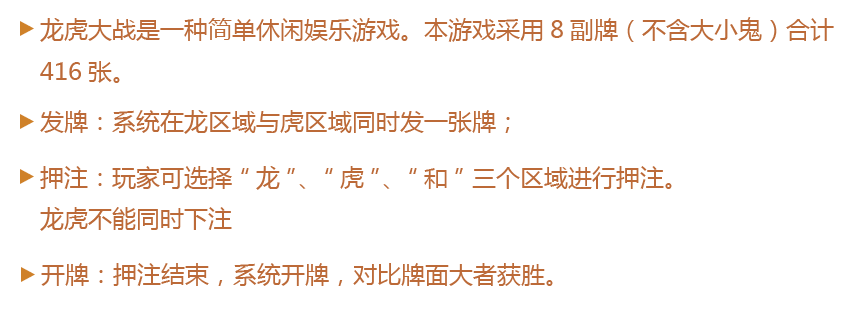 龙虎大战是一种简单休闲娱乐游戏。本游戏采用 8 副牌（不含大小鬼）合计
416 张。
发牌：系统在龙区域与虎区域同时发一张牌；
押注：玩家可选择 “ 龙 ”、“ 虎 ”、“ 和 ” 三个区域进行押注。
龙虎不能同时下注
开牌：押注结束，系统开牌，对比牌面大者获胜。